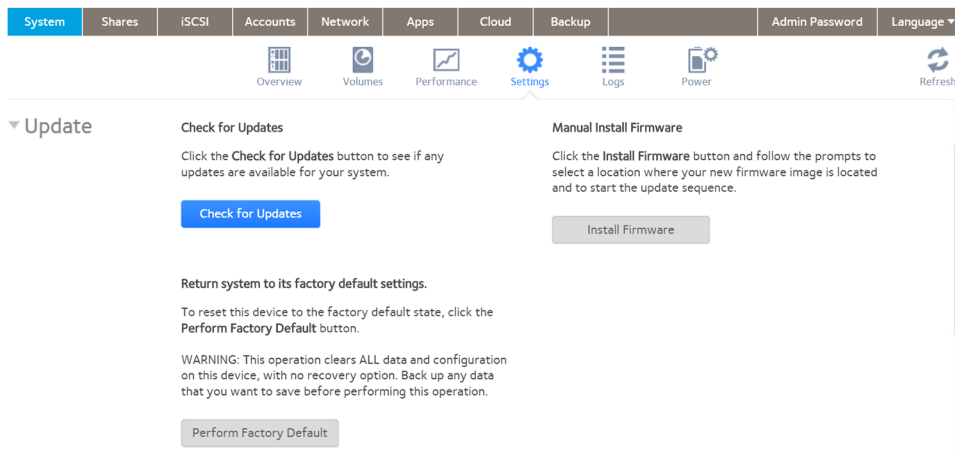 System Shares iSCSI Accounts Network Apps Cloud Backup Admin Password Language
Overview Volumes Performance Settings Logs Power Refresh
Update
Check for Updates
Click the Check for Updates button to see if any
updates are available for your system.
Check for Updates
Manual Install Firmware
Click the Install Firmware button and follow the prompts to
select a location where your new firmware image is located
and to start the update sequence.
Install Firmware
Return system to its factory default settings.
To reset this device to the factory default state, click the
Perform Factory Default button.
WARNING: This operation clears ALL data and configuration
on this device, with no recovery option. Back up any data
that you want to save before performing this operation.
Perform Factory Default